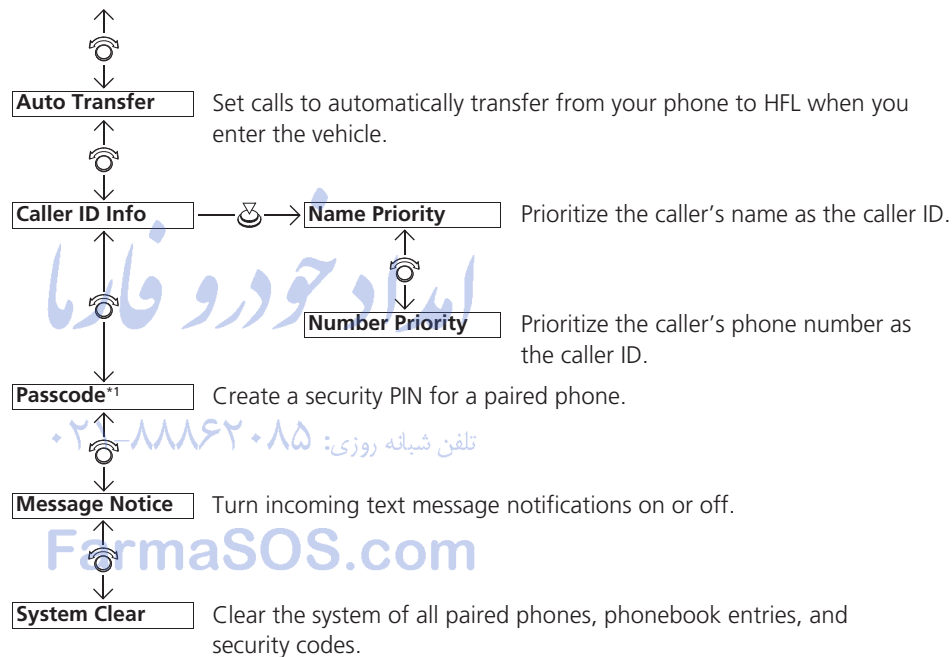 Auto Transfer
Set calls to automatically transfer from your phone to HFL when you
enter the vehicle.
Caller ID Info
Name Priority
Prioritize the caller's name as the caller ID.
امداد خودرو فارما
Number Priority
Prioritize the caller's phone number as
the caller ID.
Passcode*1
Create a security PIN for a paired phone.
تلفن شبانه روزی: ۸۸۸۶۲۰۸۵-۰۲۱
Message Notice
Turn incoming text message notifications on or off.
FarmaSOS.com
System Clear
Clear the system of all paired phones, phonebook entries, and
security codes.